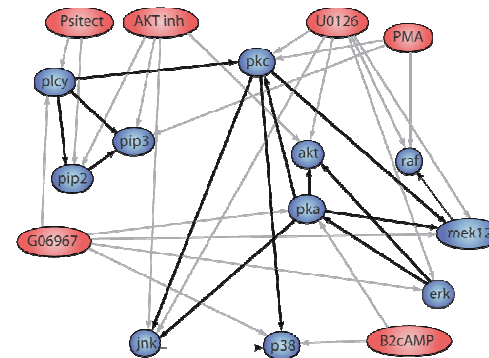 Psitect
AKT inh
U0126
PMA
pkc
plcy
pip3
akt
raf
pip2
pka
G06967
mek12
erk
jnk
p38
B2cAMP